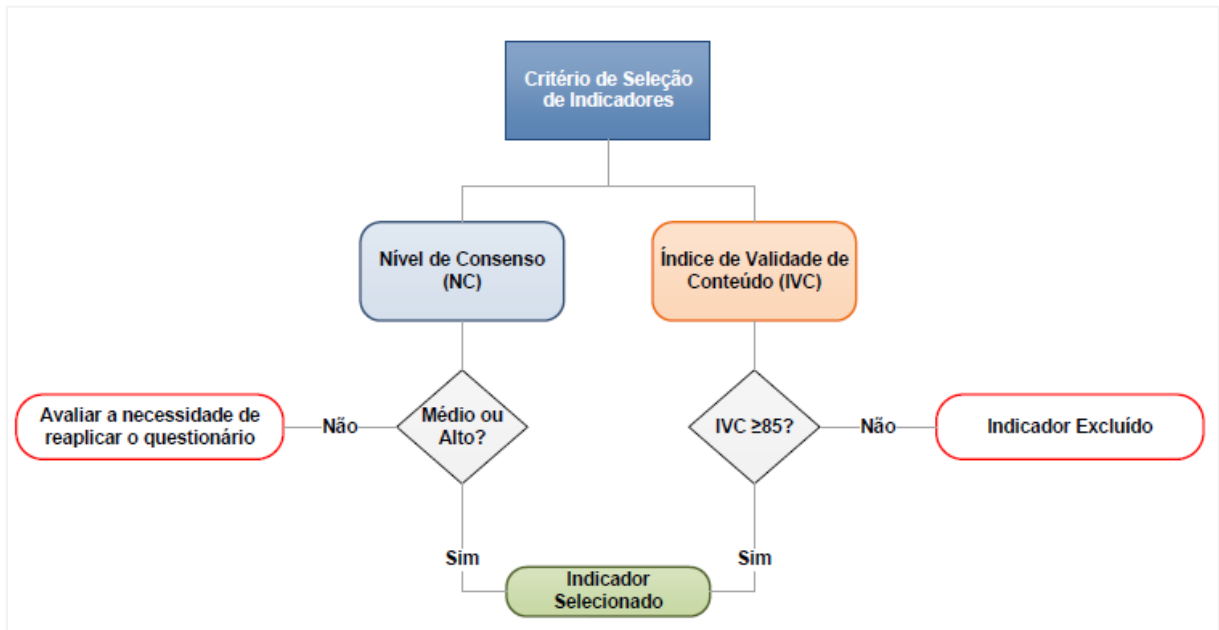 Critério de Seleção
de Indicadores
Nível de Consenso
(NC)
Índice de Validade de
Conteúdo (IVC)
Avaliar a necessidade de
reaplicar o questionário
Não
Médio ou
Alto?
IVC ≥85?
Não
Indicador Excluído
Sim
Sim
Indicador
Selecionado